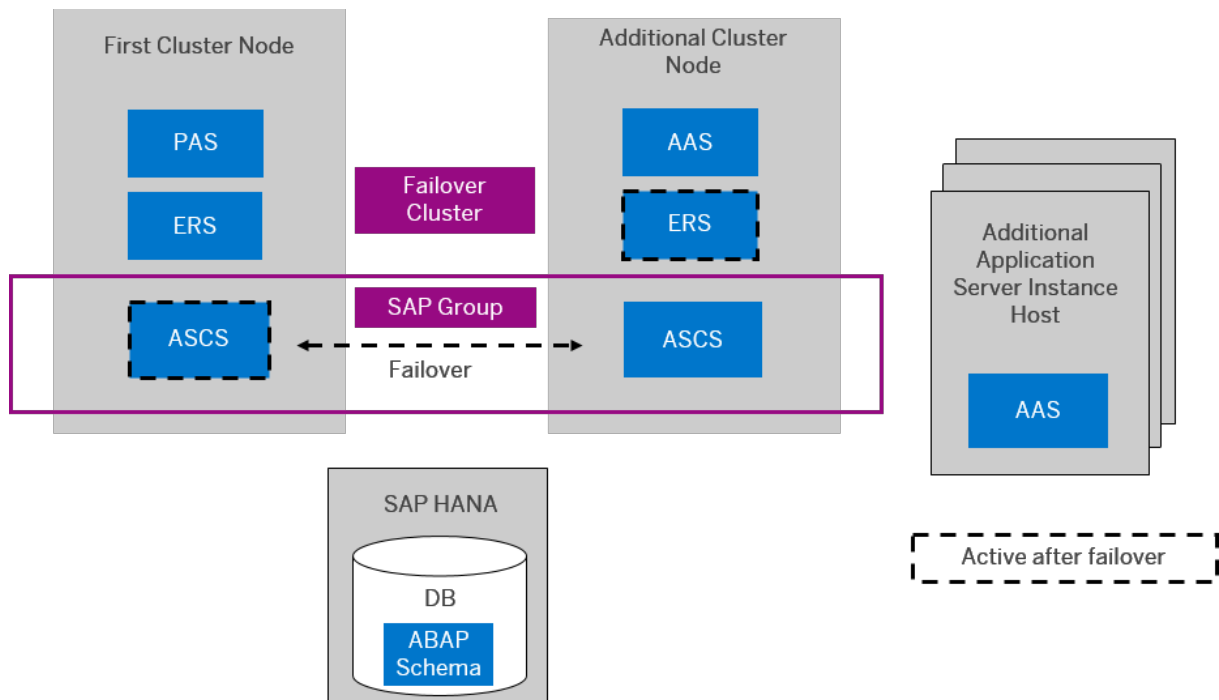 First Cluster Node
PAS
ERS
ASCS
Failover
Cluster
SAP Group
Failover
Additional Cluster
Node
AAS
ERS
ASCS
Additional
Application
Server Instance
Host
AAS
SAP HANA
DB
ABAP
Schema
Active after failover